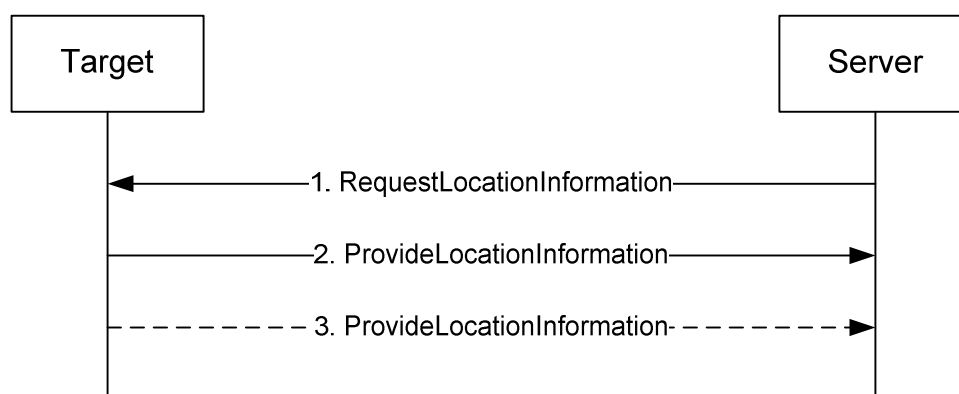 Target
Server
1. RequestLocationInformation
2. ProvideLocationInformation
3. ProvideLocationInformation